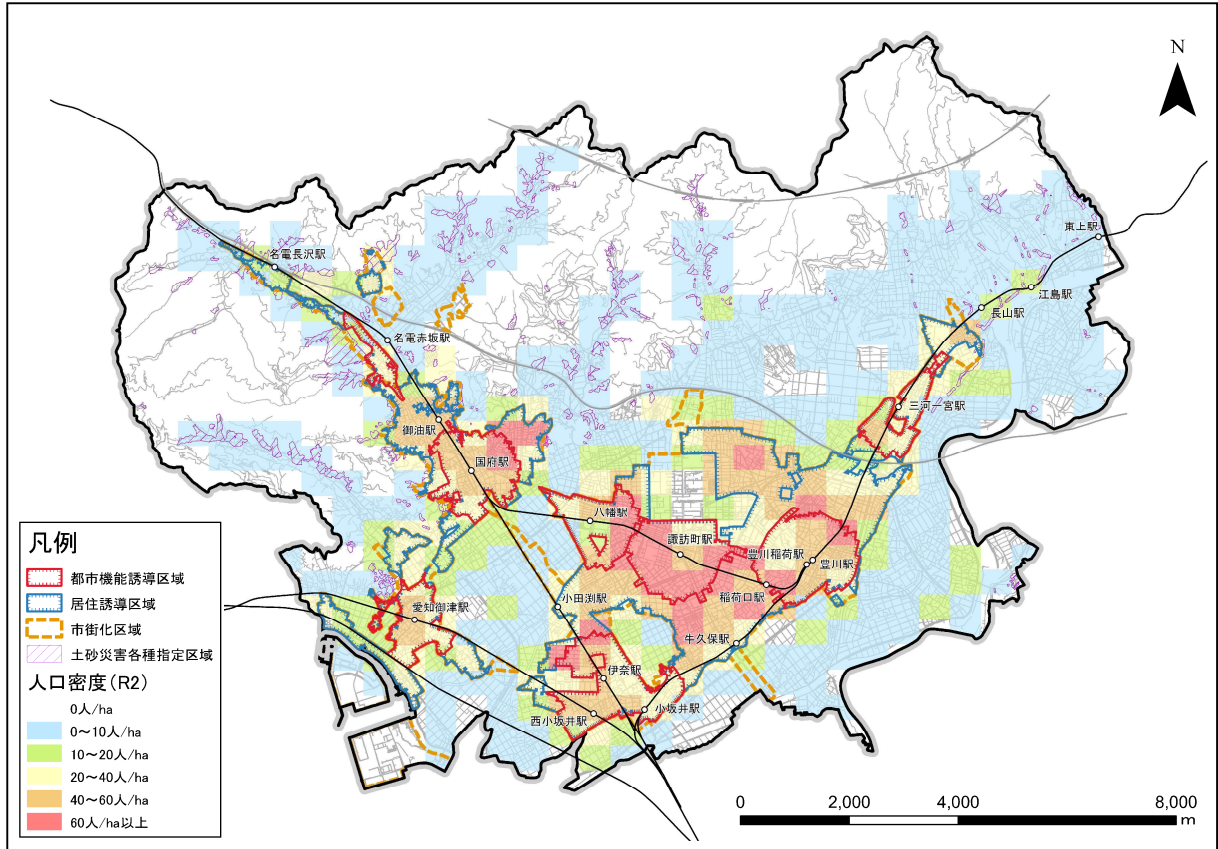 N
東上駅
名電長沢駅
江島駅
長山駅
名電赤坂駅
三河一宮駅
御油駅
国府駅
八幡駅
諏訪町駅
豊川稲荷駅
豊川駅
稲荷口駅
小田渕駅
愛知御津駅
牛久保駅
伊奈駅
小坂井駅
西小坂井駅
凡例
都市機能誘導区域
居住誘導区域
市街化区域
土砂災害各種指定区域
人口密度(R2)
0人/ha
0～10人/ha
10～20人/ha
20～40人/ha
40～60人/ha
60人/ha以上
0 2,000 4,000 8,000
m